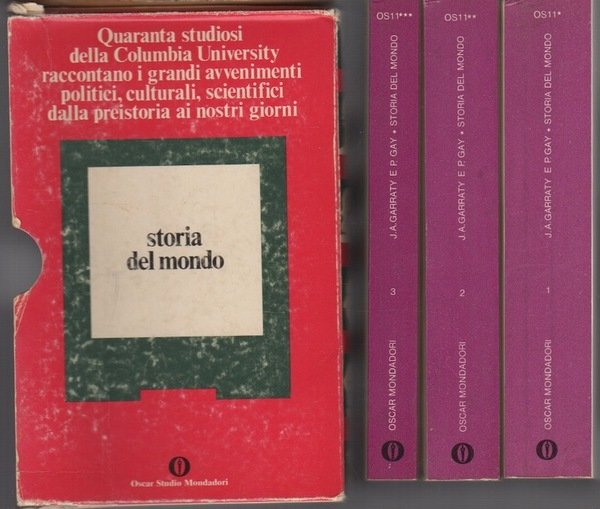 Quaranta studiosi
della Columbia University
raccontano i grandi avvenimenti
politici, culturali, scientifici
dalla preistoria ai nostri giorni
storia
del mondo
Oscar Studio Mondadori
OS11*** J.A.GARRATY E P.GAY • STORIA DEL MONDO 3 OSCAR MONDADORI
OS11** J.A.GARRATY E P.GAY • STORIA DEL MONDO 2 OSCAR MONDADORI
OS11* J.A.GARRATY E P.GAY • STORIA DEL MONDO 1 OSCAR MONDADORI